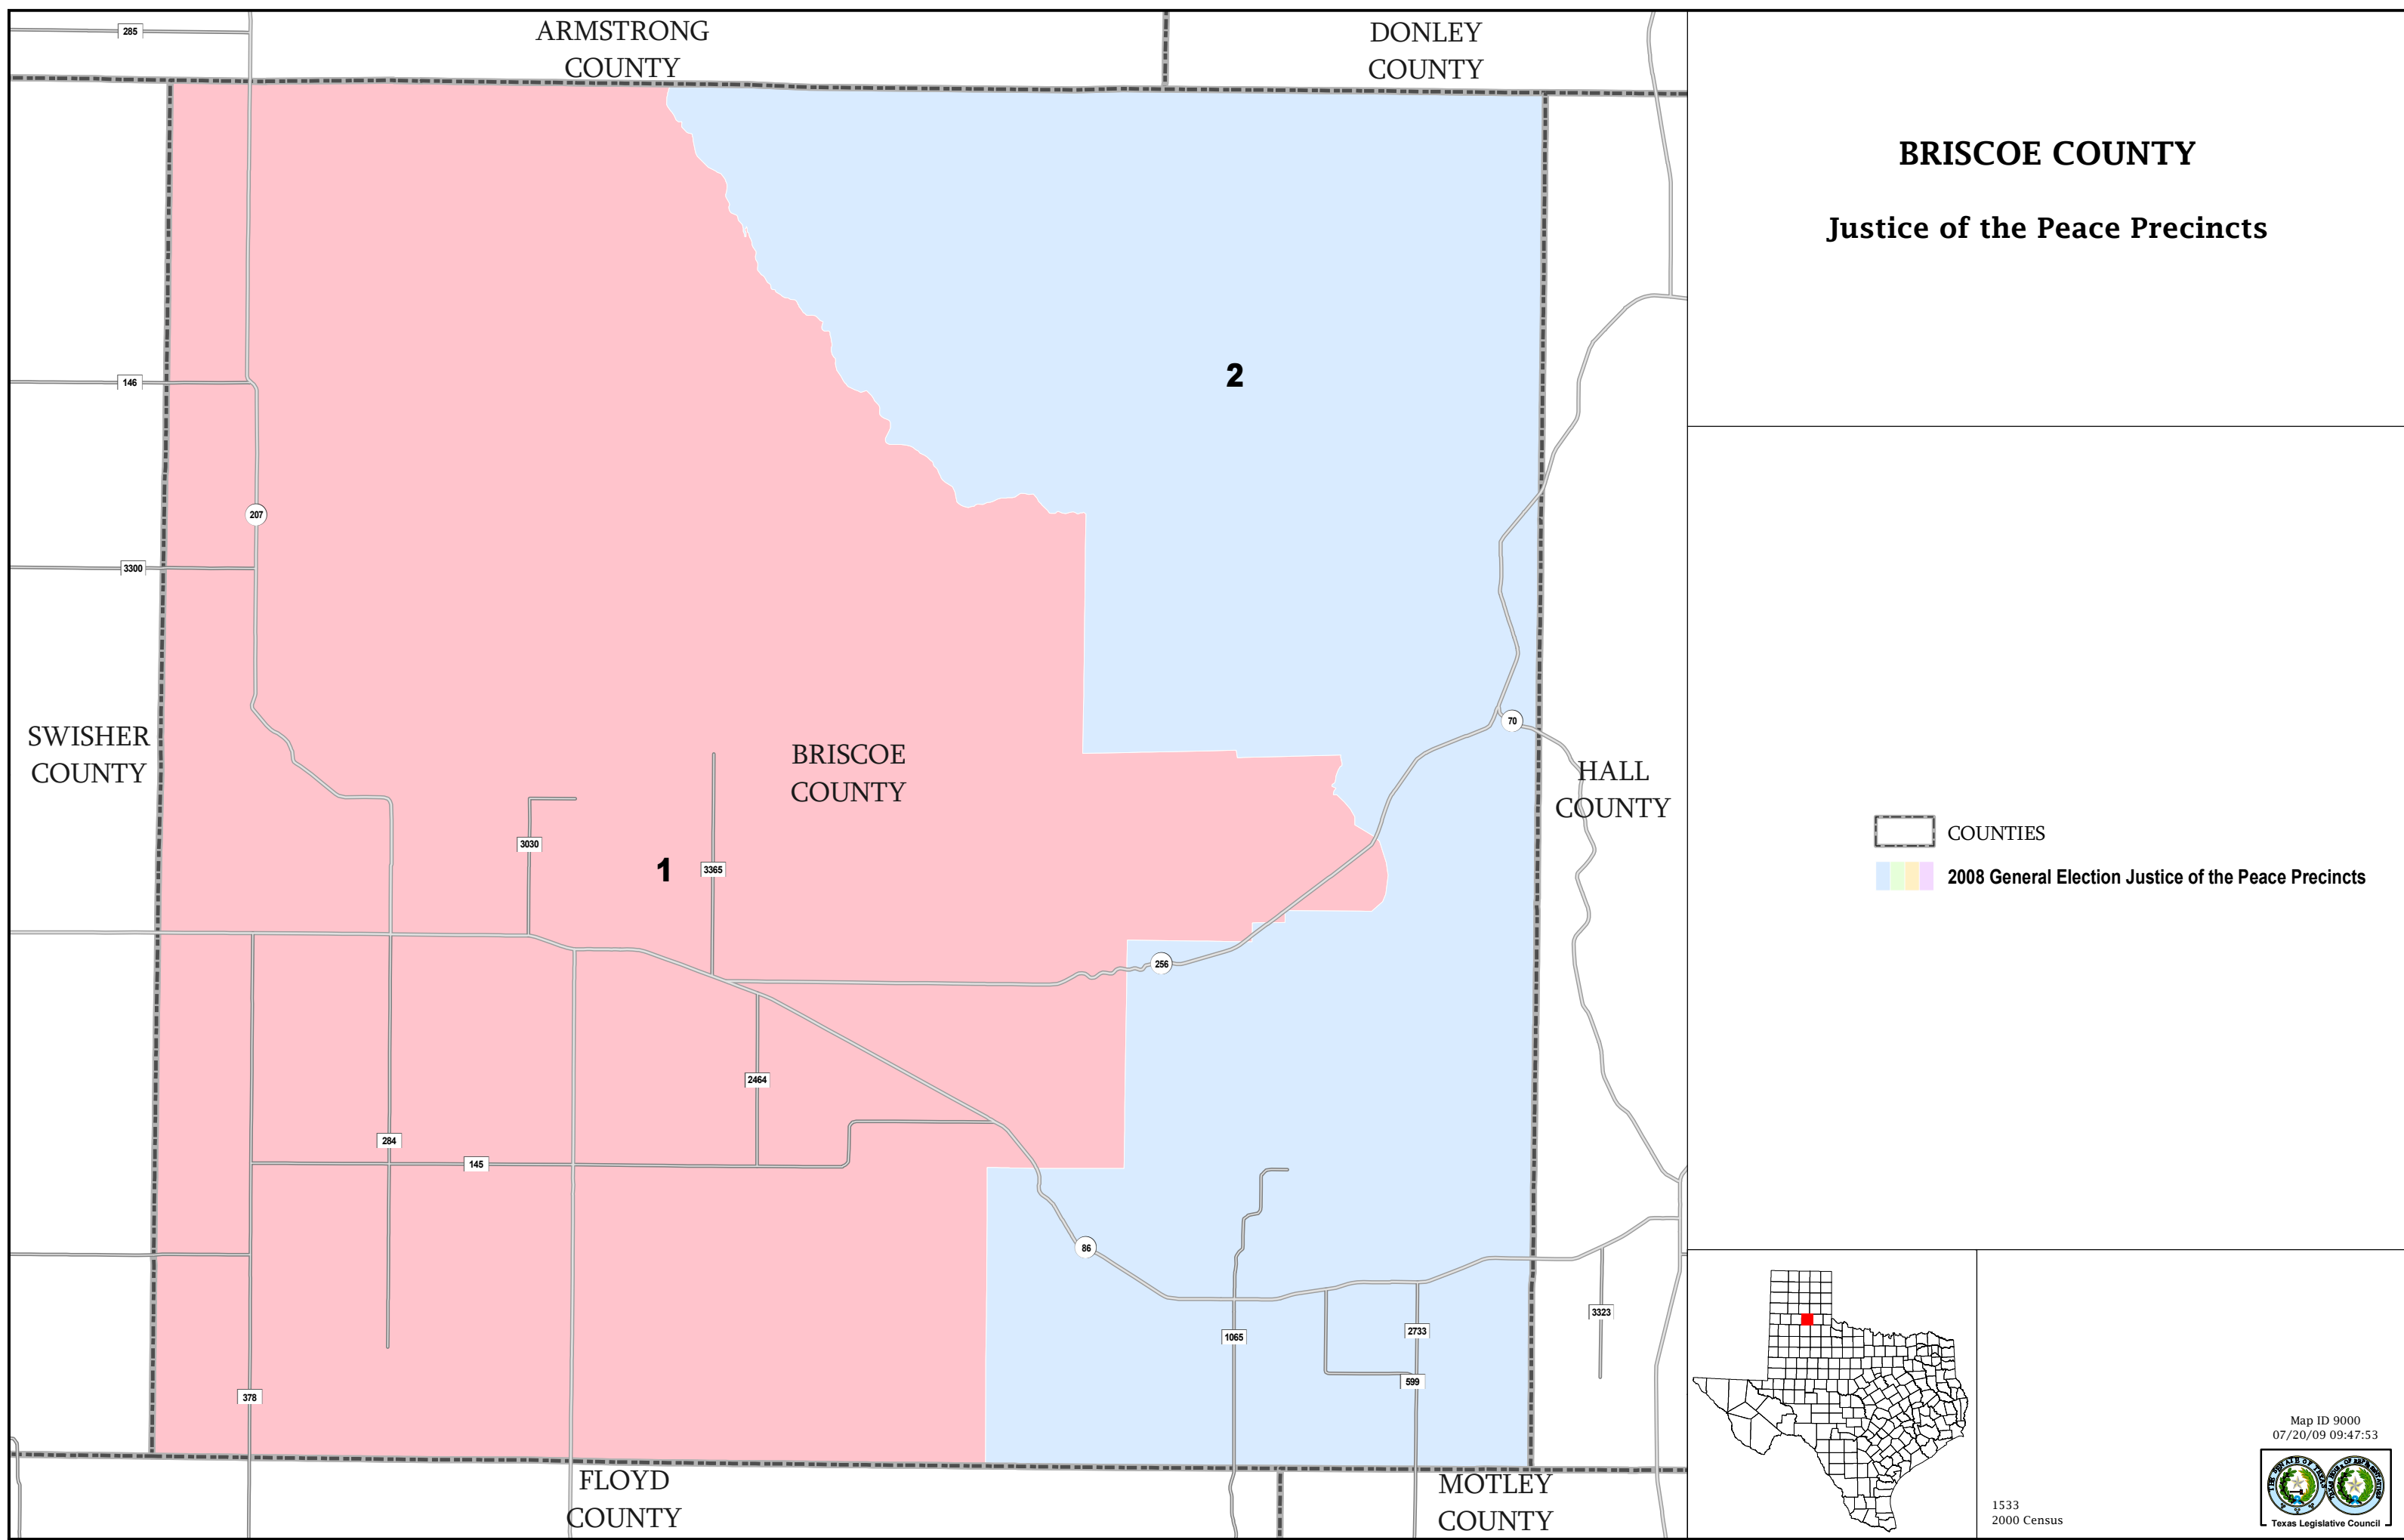 285
ARMSTRONG
COUNTY
DONLEY
COUNTY
BRISCOE COUNTY
Justice of the Peace Precincts
146
2
207
3300
SWISHER
COUNTY
BRISCOE
COUNTY
70
HALL
COUNTY
3030
1
3365
COUNTIES
2008 General Election Justice of the Peace Precincts
256
2464
284
145
86
1065
2733
3323
599
378
FLOYD
COUNTY
MOTLEY
COUNTY
Map ID 9000
07/20/09 09:47:53
1533
2000 Census
Texas Legislative Council